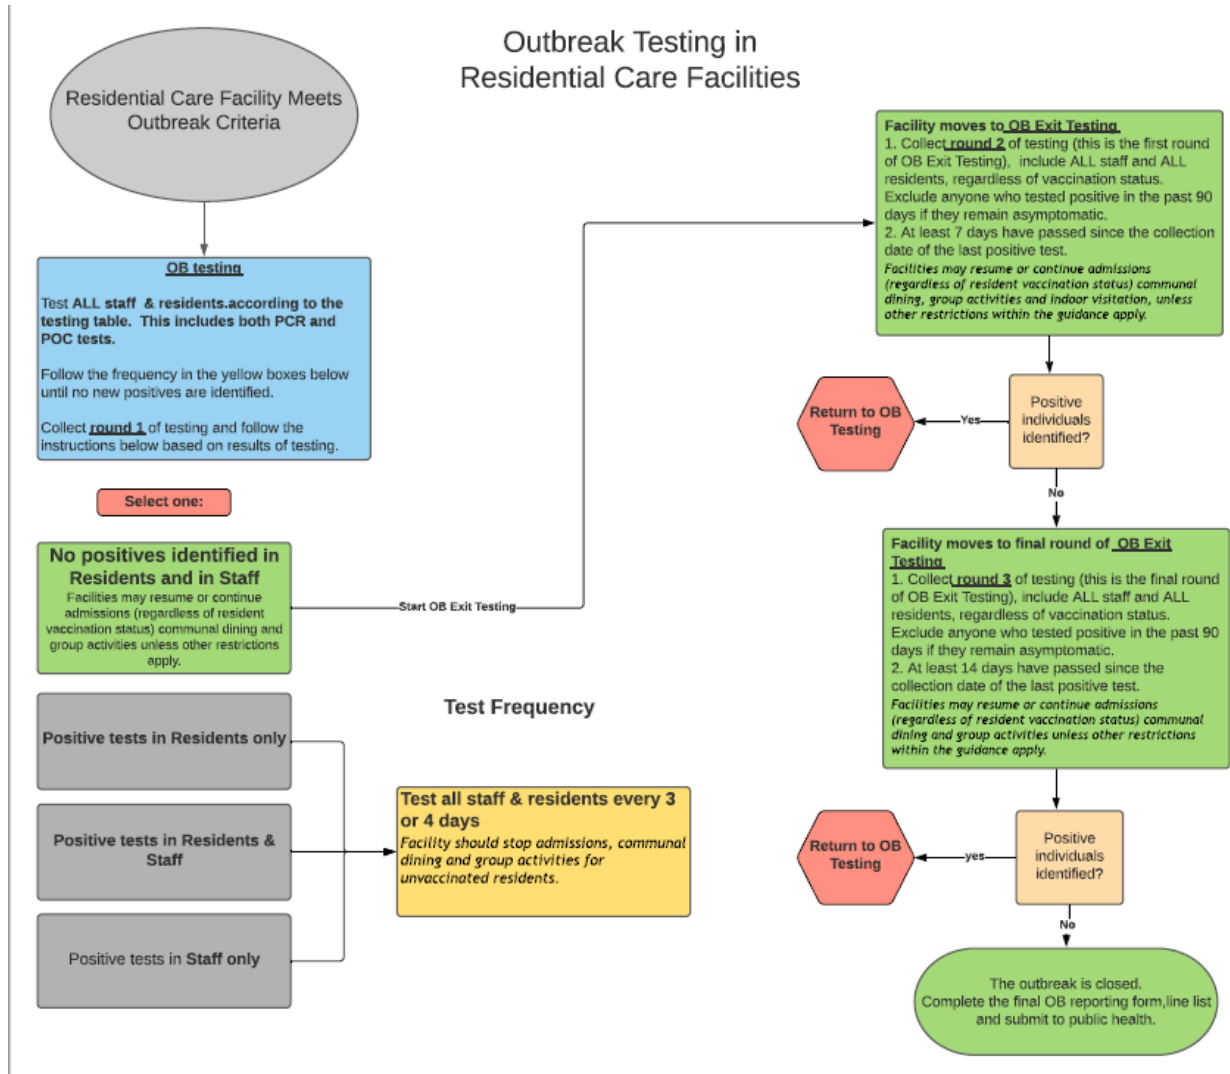 Outbreak Testing in
Residential Care Facilities
Residential Care Facility Meets
Outbreak Criteria
OB testing
Test ALL staff & residents.according to the
testing table. This includes both PCR and
POC tests.
Follow the frequency in the yellow boxes below
until no new positives are identified.
Collect round 1 of testing and follow the
instructions below based on results of testing.
Select one:
No positives identified in
Residents and in Staff
Facilities may resume or continue
admissions (regardless of resident
vaccination status) communal dining and
group activities unless other restrictions
apply.
Start OB Exit Testing
Positive tests in Residents only
Positive tests in Residents &
Staff
Positive tests in Staff only
Test Frequency
Test all staff & residents every 3
or 4 days
Facility should stop admissions, communal
dining and group activities for
unvaccinated residents.
Facility moves to OB Exit Testing
1. Collect round 2 of testing (this is the first round
of OB Exit Testing), include ALL staff and ALL
residents, regardless of vaccination status.
Exclude anyone who tested positive in the past 90
days if they remain asymptomatic.
2. At least 7 days have passed since the collection
date of the last positive test.
Facilities may resume or continue admissions
(regardless of resident vaccination status) communal
dining, group activities and indoor visitation, unless
other restrictions within the guidance apply.
Positive
individuals
identified?
Yes
Return to OB
Testing
No
Facility moves to final round of OB Exit
Testing
1. Collect round 3 of testing (this is the final round
of OB Exit Testing), include ALL staff and ALL
residents, regardless of vaccination status.
Exclude anyone who tested positive in the past 90
days if they remain asymptomatic.
2. At least 14 days have passed since the
collection date of the last positive test.
Facilities may resume or continue admissions
(regardless of resident vaccination status) communal
dining and group activities unless other restrictions
within the guidance apply.
Positive
individuals
identified?
yes
Return to OB
Testing
No
The outbreak is closed.
Complete the final OB reporting form,line list
and submit to public health.